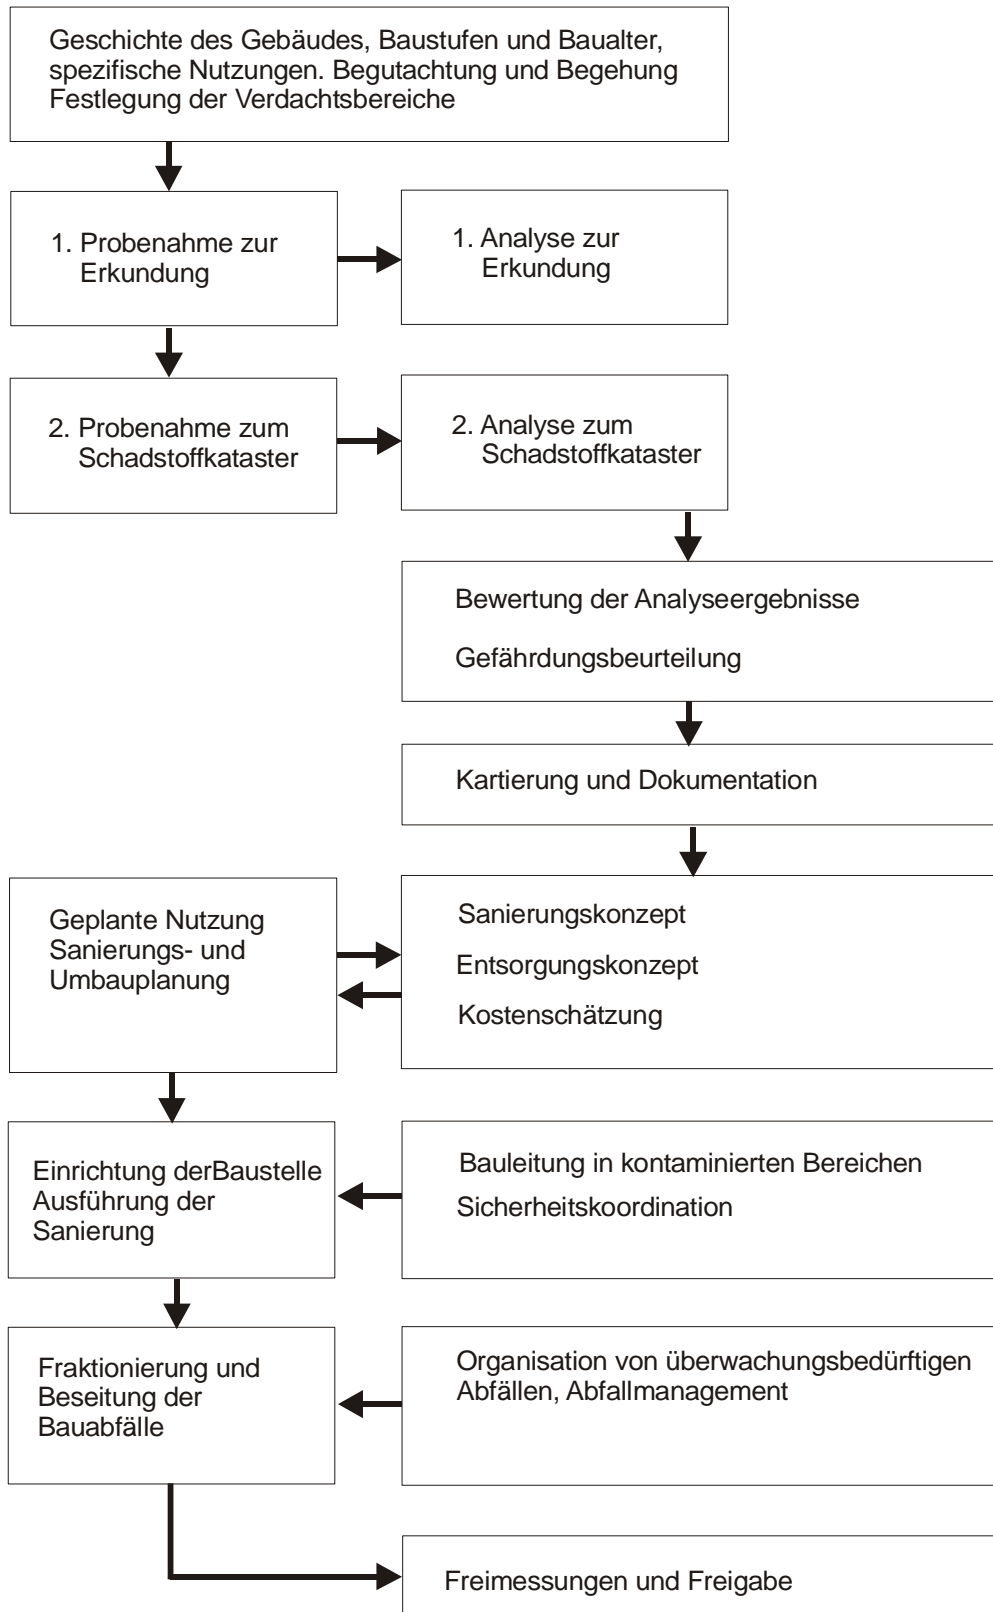 Geschichte des Gebäudes, Baustufen und Baualter,
spezifische Nutzungen. Begutachtung und Begehung
Festlegung der Verdachtsbereiche
1. Probenahme zur
Erkundung
1. Analyse zur
Erkundung
2. Probenahme zum
Schadstoffkataster
2. Analyse zum
Schadstoffkataster
Bewertung der Analyseergebnisse
Gefährdungsbeurteilung
Kartierung und Dokumentation
Geplante Nutzung
Sanierungs- und
Umbauplanung
Sanierungskonzept
Entsorgungskonzept
Kostenschätzung
Einrichtung derBaustelle
Ausführung der
Sanierung
Bauleitung in kontaminierten Bereichen
Sicherheitskoordination
Fraktionierung und
Beseitung der
Bauabfälle
Organisation von überwachungsbedürftigen
Abfällen, Abfallmanagement
Freimessungen und Freigabe